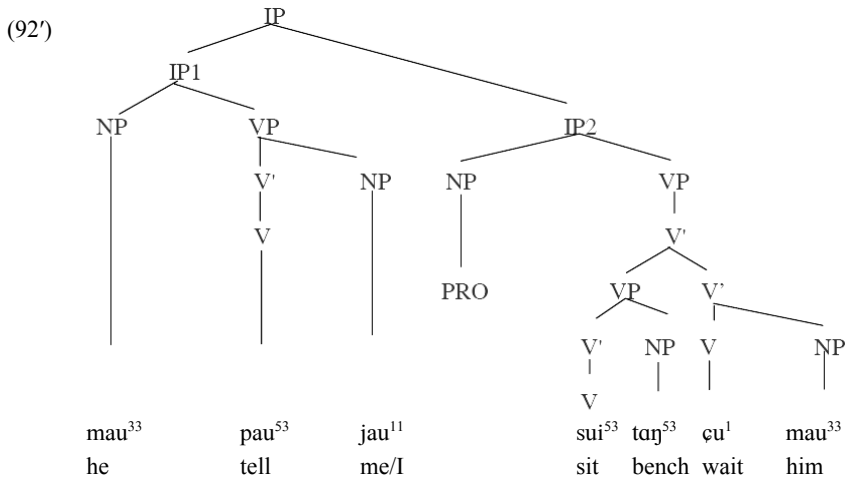 (92′) IP
IP1
NP VP IP2
V' NP NP VP
V V'
PRO VP V’
V' NP V NP
V
mau³³ pau⁵³ jau¹¹ sui⁵³ tɑŋ⁵³ ɕu¹ mau³³
he tell me/I sit bench wait him